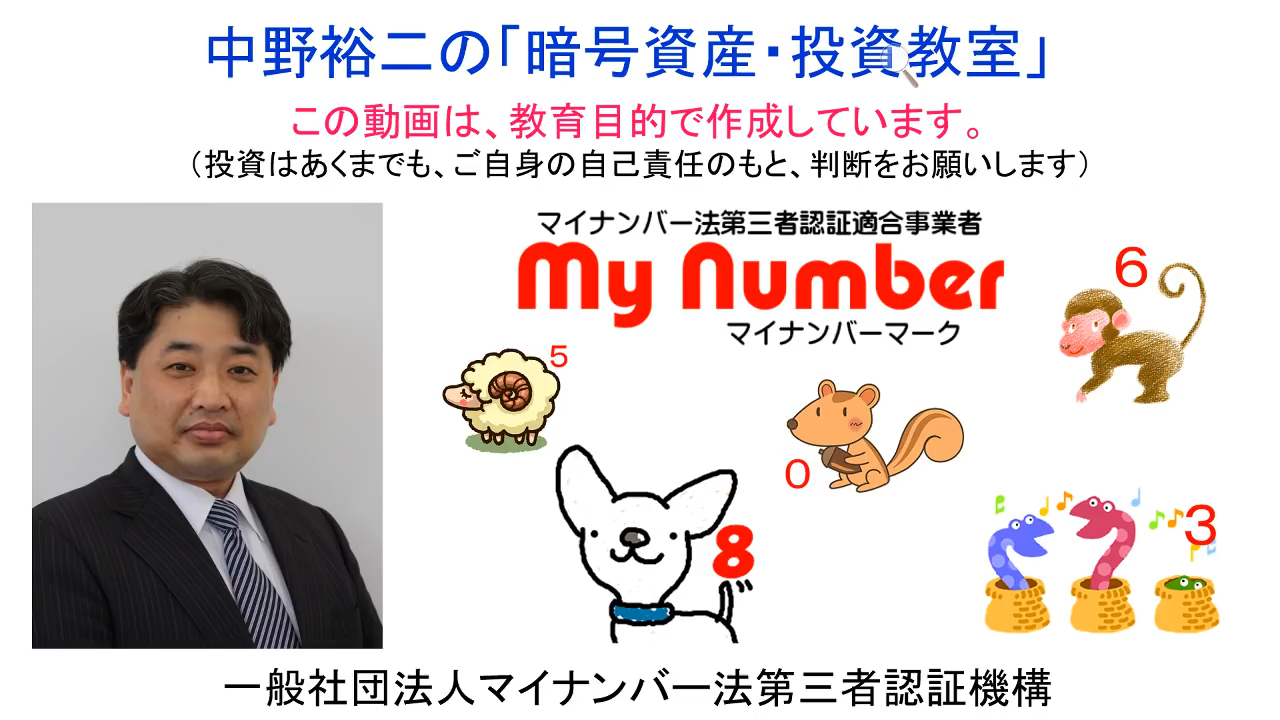 中野裕二の「暗号資産・投資教室」
この動画は、教育目的で作成しています。
（投資はあくまでも、ご自身の自己責任のもと、判断をお願いします）
マイナンバー法第三者認証適合事業者
My Number
マイナンバーマーク
6
5
0
8
3
一般社団法人マイナンバー法第三者認証機構